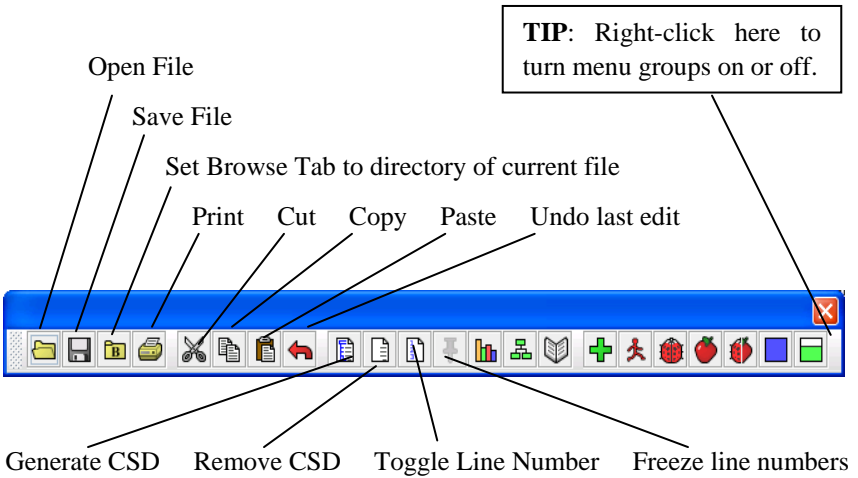 TIP: Right-click here to
turn menu groups on or off.
Open File
Save File
Set Browse Tab to directory of current file
Print Cut Copy Paste Undo last edit
B
Generate CSD Remove CSD Toggle Line Number Freeze line numbers